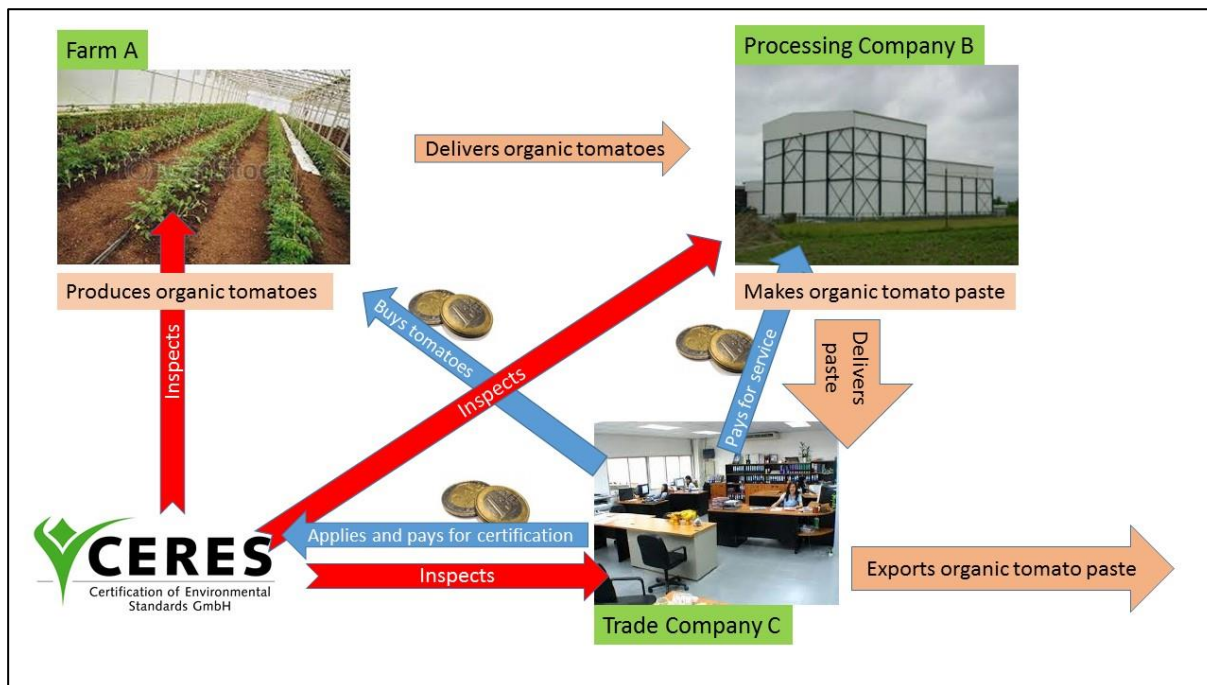 Farm A
Processing Company B
Delivers organic tomatoes
Produces organic tomatoes
Makes organic tomato paste
Inspects
Buys tomatoes
Inspects
Pays for service
Delivers
paste
CERES
Certification of Environmental
Standards GmbH
Applies and pays for certification
Inspects
Exports organic tomato paste
Trade Company C